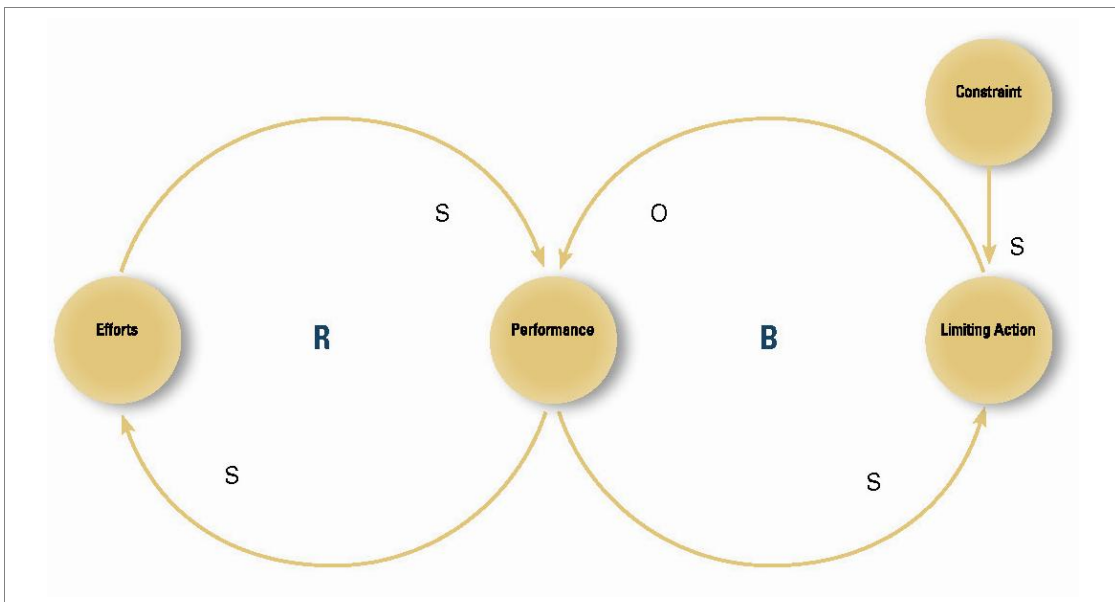 Constraint
S
O
S
Efforts
R
Performance
B
Limiting Action
S
S